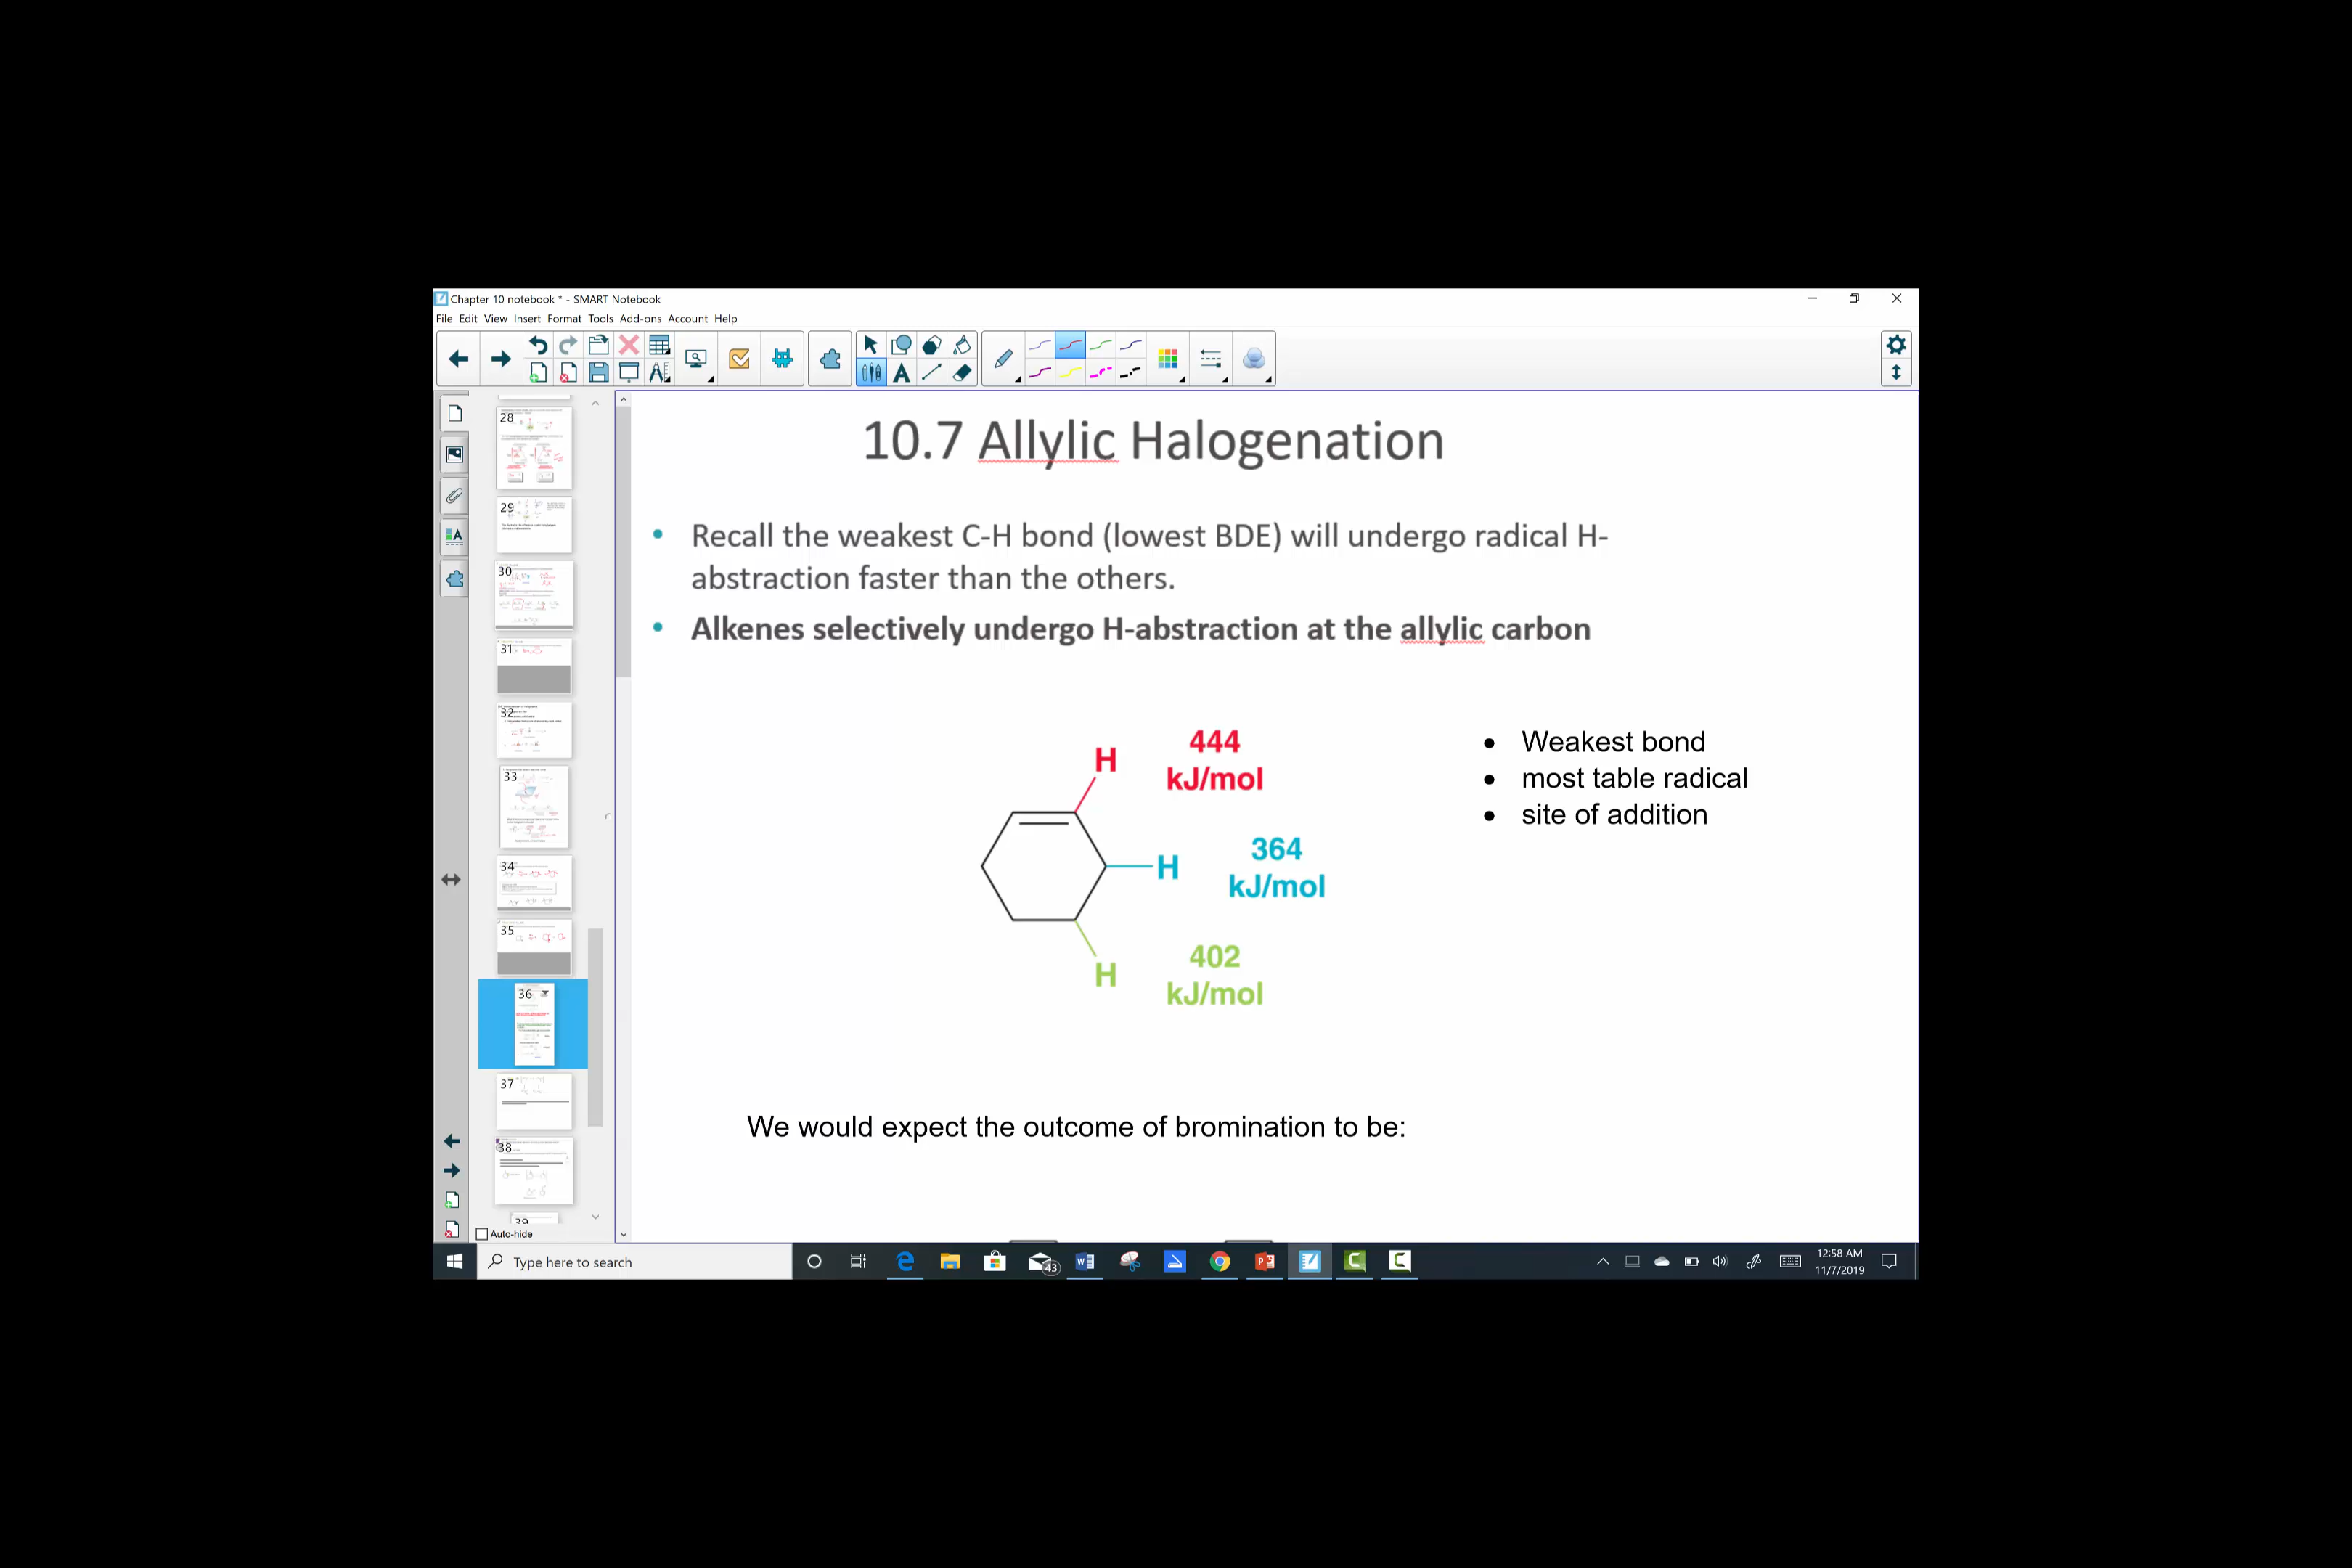 Chapter 10 notebook * - SMART Notebook
File Edit View Insert Format Tools Add-ons Account Help
28
29
30
31
32
33
34
35
36
37
38
39
Auto-hide
10.7 Allylic Halogenation
• Recall the weakest C-H bond (lowest BDE) will undergo radical H-
abstraction faster than the others.
• Alkenes selectively undergo H-abstraction at the allylic carbon
H 444
kJ/mol
H 364
kJ/mol
H 402
kJ/mol
• Weakest bond
• most table radical
• site of addition
We would expect the outcome of bromination to be:
Type here to search
43
12:58 AM
11/7/2019